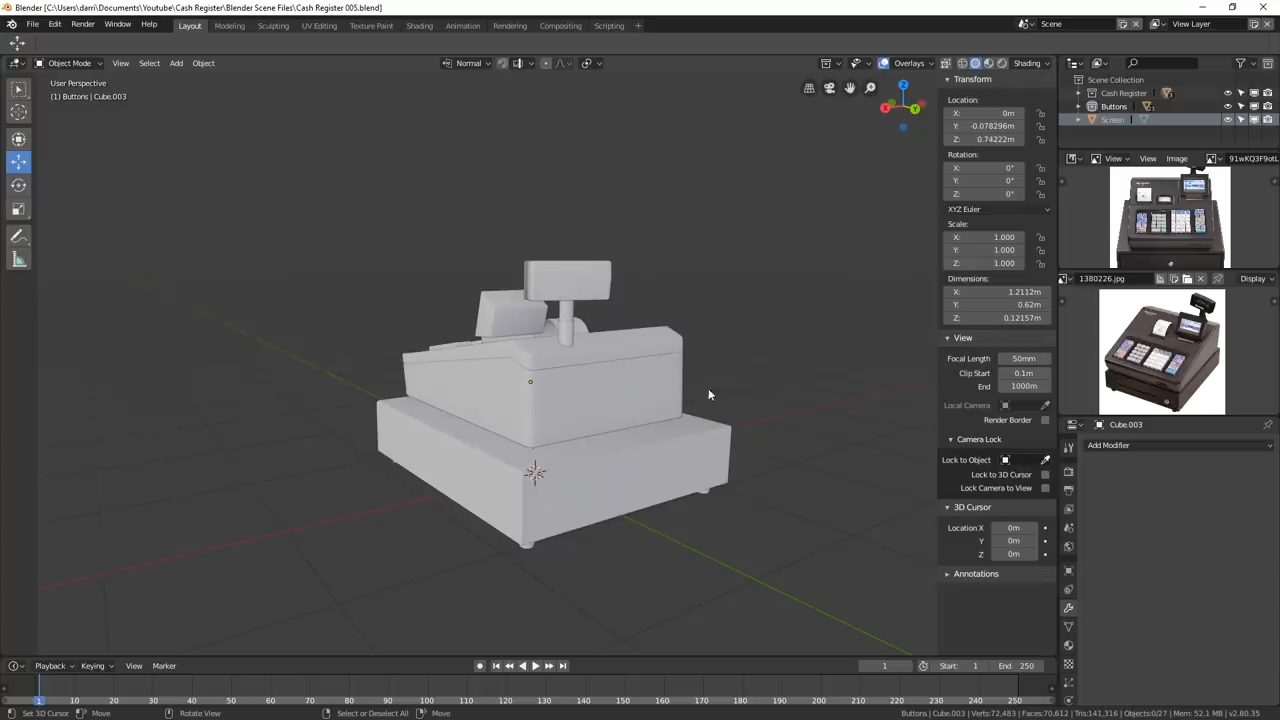 Blender [C:\Users\darri\Documents\Youtube\Cash Register\Blender Scene Files\Cash Register 005.blend]
File Edit Render Window Help Layout Modeling Sculpting UV Editing Texture Paint Shading Animation Rendering Compositing Scripting + Scene View Layer
Object Mode View Select Add Object Normal Overlays Shading
User Perspective
(1) Buttons | Cube.003
X
Y
Z
Transform
Location:
X: 0m
Y: -0.078296m
Z: 0.74222m
Rotation:
X: 0°
Y: 0°
Z: 0°
XYZ Euler
Scale:
X: 1.000
Y: 1.000
Z: 1.000
Dimensions:
X: 1.2112m
Y: 0.62m
Z: 0.12157m
View
Focal Length 50mm
Clip Start 0.1m
End 1000m
Local Camera
Render Border
Camera Lock
Lock to Object
Lock to 3D Cursor
Lock Camera to View
3D Cursor
Location X 0m
Y 0m
Z 0m
Annotations
Scene Collection
Cash Register
Buttons
Screen
View View Image 91wKQ3F9otL
1380226.jpg Display
Cube.003
Add Modifier
Playback Keying View Marker 1 Start: 1 End: 250
1 10 20 30 40 50 60 70 80 90 100 110 120 130 140 150 160 170 180 190 200 210 220 230 240 250
Set 3D Cursor Move Rotate View Select or Deselect All Move Buttons | Cube.003 | Verts:72,483 | Faces:70,612 | Tris:141,316 | Objects:0/27 | Mem: 52.1 MB | v2.80.35